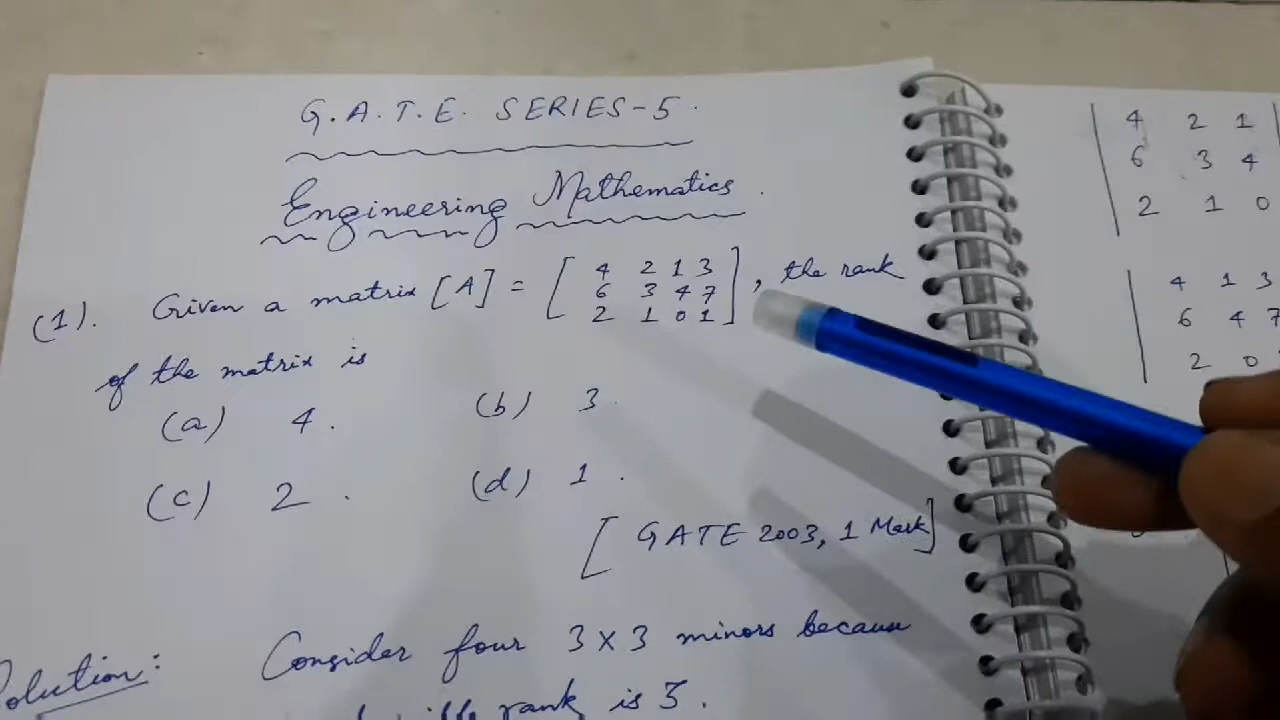 G.A.T.E. SERIES-5.
Engineering Mathematics.
(1). Given a matrix [A] = [ 4 2 1 3
6 3 4 7
2 1 0 1 ], the rank
of the matrix is
(a) 4. (b) 3.
(c) 2. (d) 1.
[GATE 2003, 1 Mark]
Solution: Consider four 3X3 minors because
rank is 3.
4 2 1
6 3 4
2 1 0
4 1 3
6 4 7
2 0